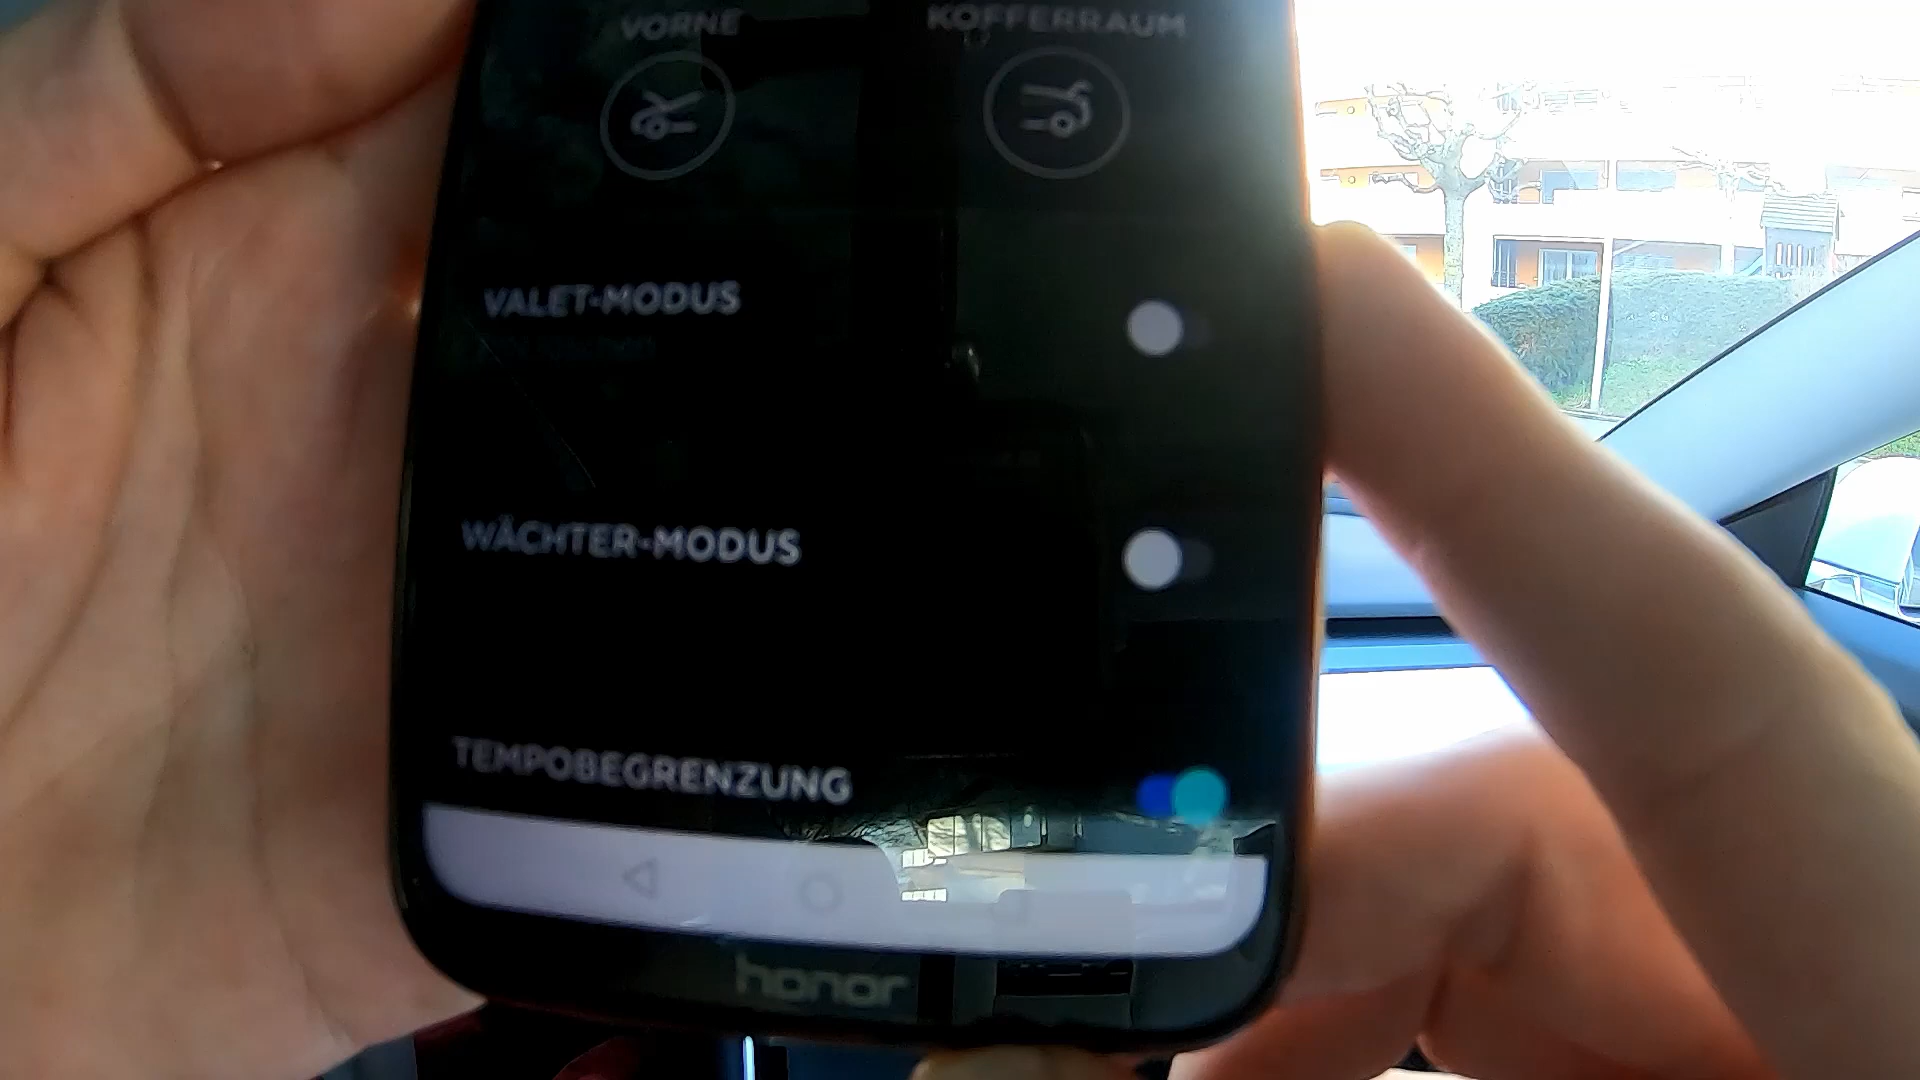 VORNE KOFFERRAUM
VALET-MODUS
WÄCHTER-MODUS
TEMPOBEGRENZUNG
honor